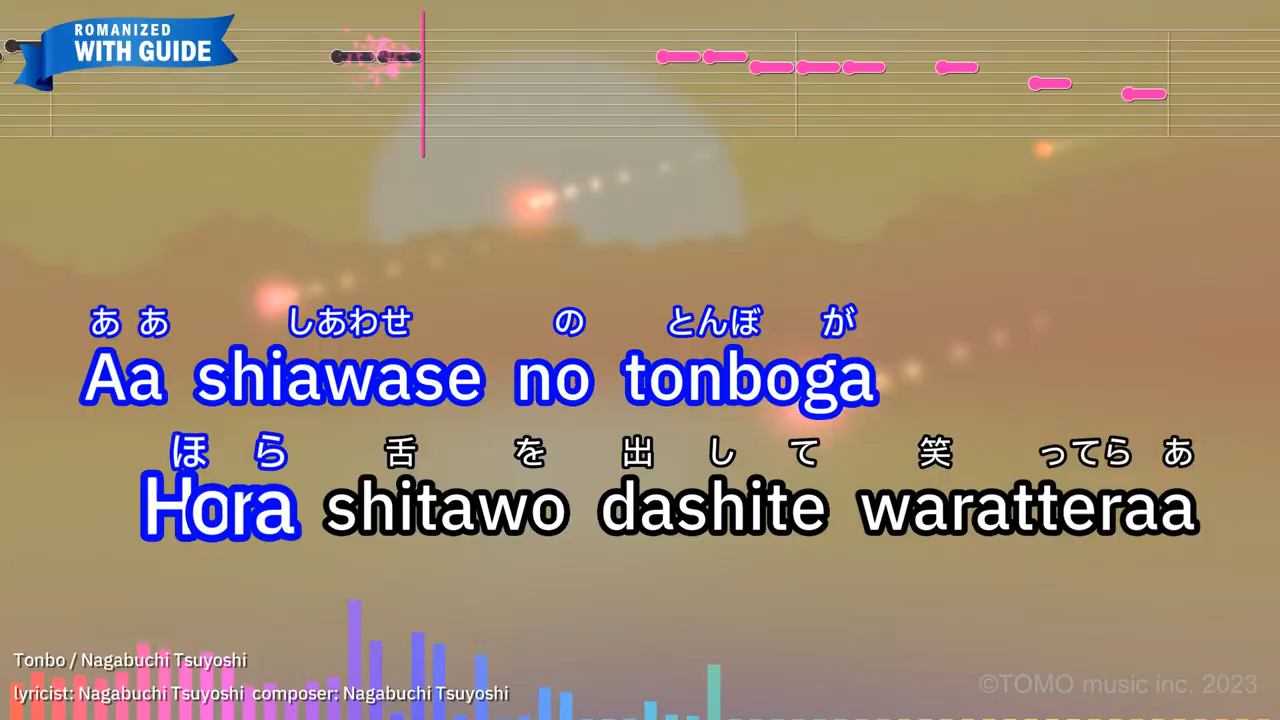 ROMANIZED
WITH GUIDE
ああ しあわせ の とんぼ が
Aa shiawase no tonboga
ほら 舌 を 出 し て 笑 ってら あ
Hora shitawo dashite waratteraa
Tonbo / Nagabuchi Tsuyoshi
lyricist: Nagabuchi Tsuyoshi composer: Nagabuchi Tsuyoshi
©TOMO music inc. 2023